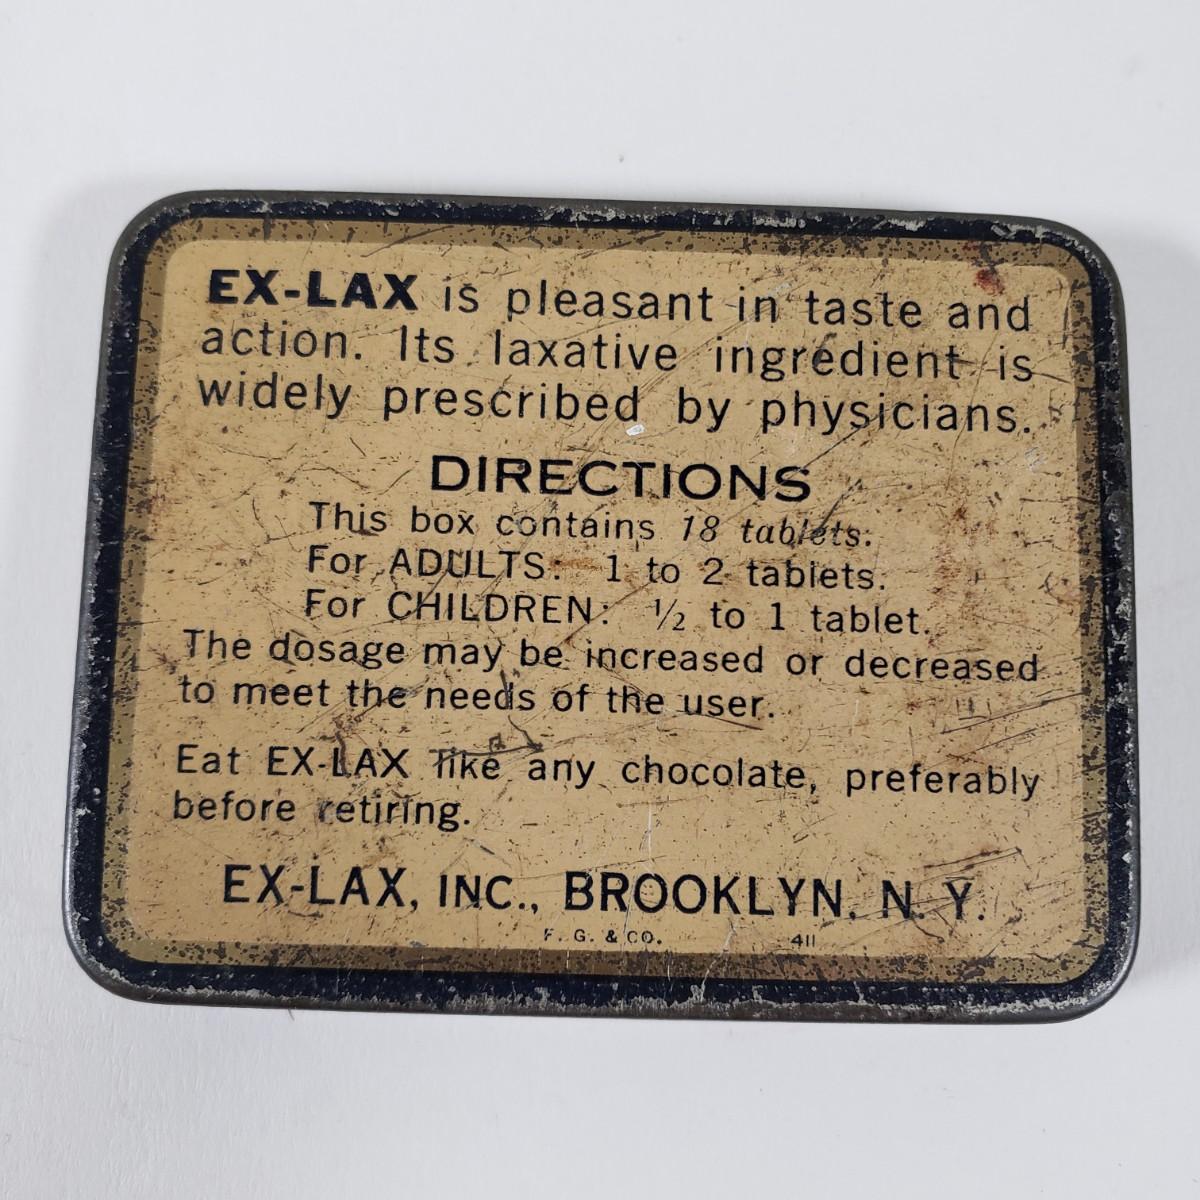 EX-LAX is pleasant in taste and
action. Its laxative ingredient is
widely prescribed by physicians.
DIRECTIONS
This box contains 18 tablets.
For ADULTS: 1 to 2 tablets.
For CHILDREN: ½ to 1 tablet.
The dosage may be increased or decreased
to meet the needs of the user.
Eat EX-LAX like any chocolate, preferably
before retiring.
EX-LAX, INC., BROOKLYN, N. Y.
F. G. & CO. 411